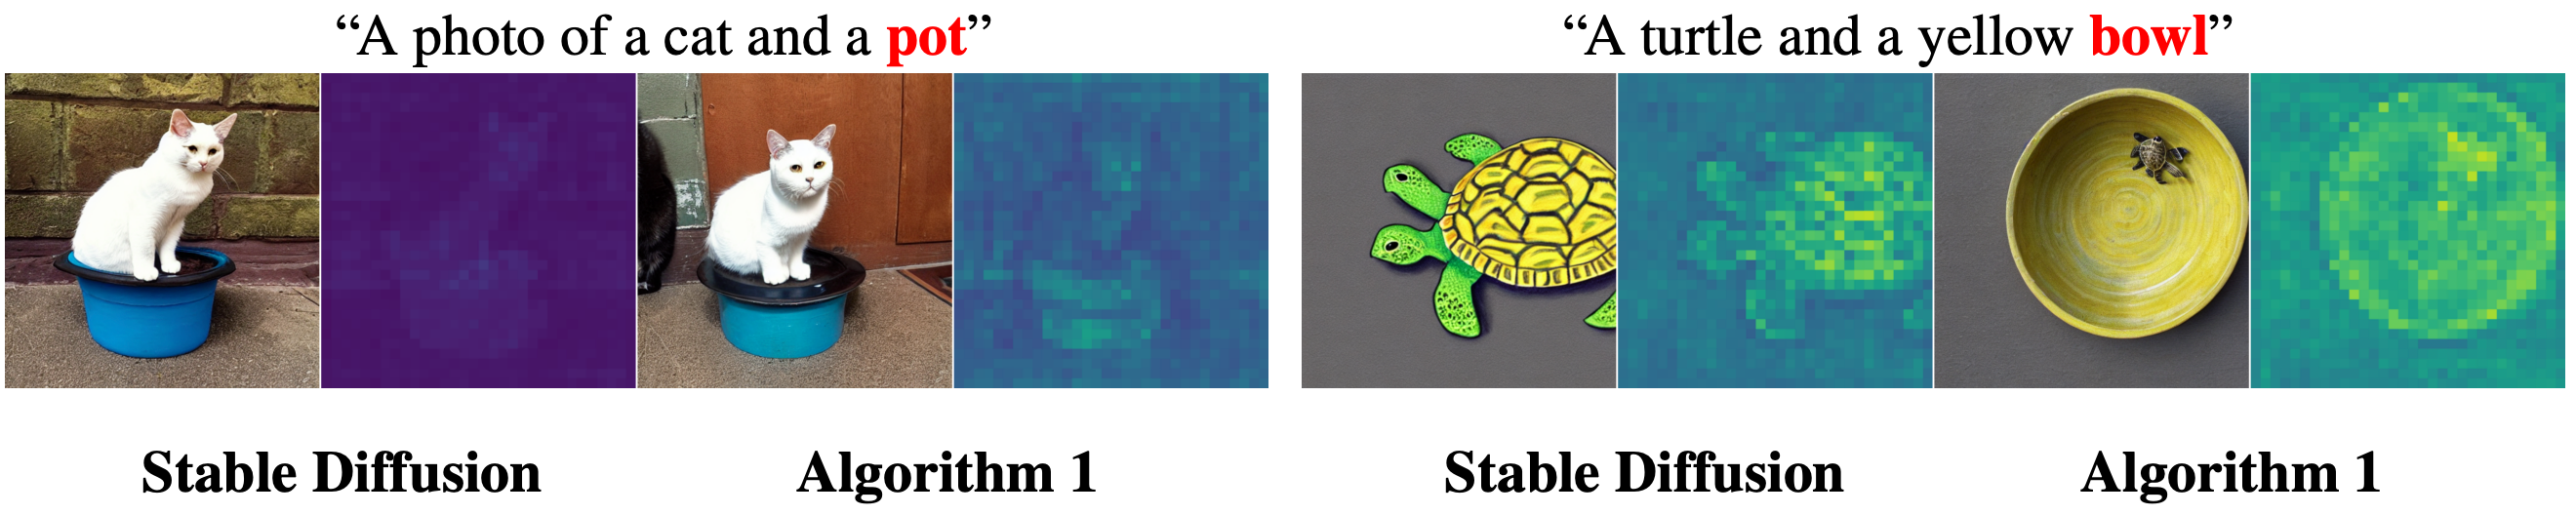 “A photo of a cat and a pot”
“A turtle and a yellow bowl”
Stable Diffusion
Algorithm 1
Stable Diffusion
Algorithm 1